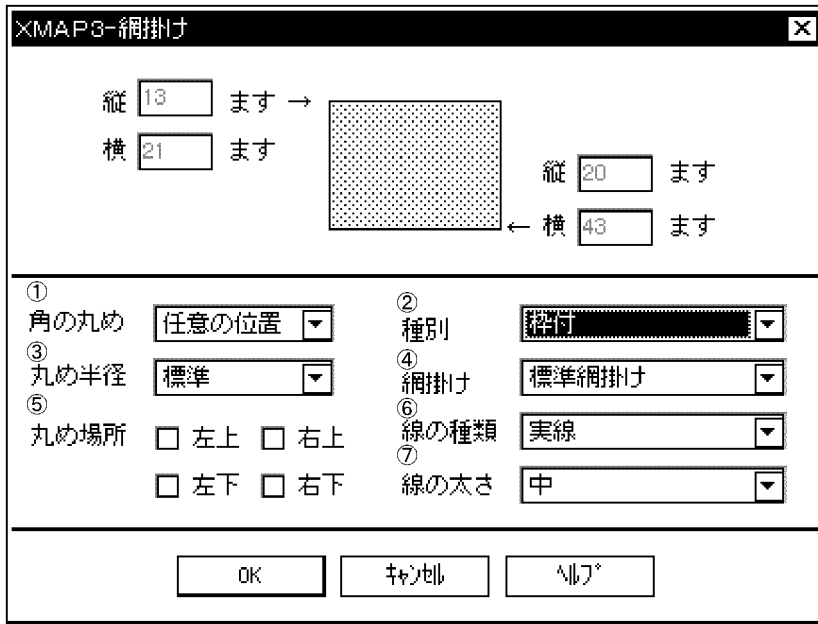 XMAP3-網掛け
縦 13 ます →
横 21 ます
縦 20 ます
← 横 43 ます
①
角の丸め 任意の位置
②
種別 枠付
③
丸め半径 標準
④
網掛け 標準網掛け
⑤
丸め場所 左上 右上
左下 右下
⑥
線の種類 実線
⑦
線の太さ 中
OK ｷｬﾝｾﾙ ﾍﾙﾌﾟ